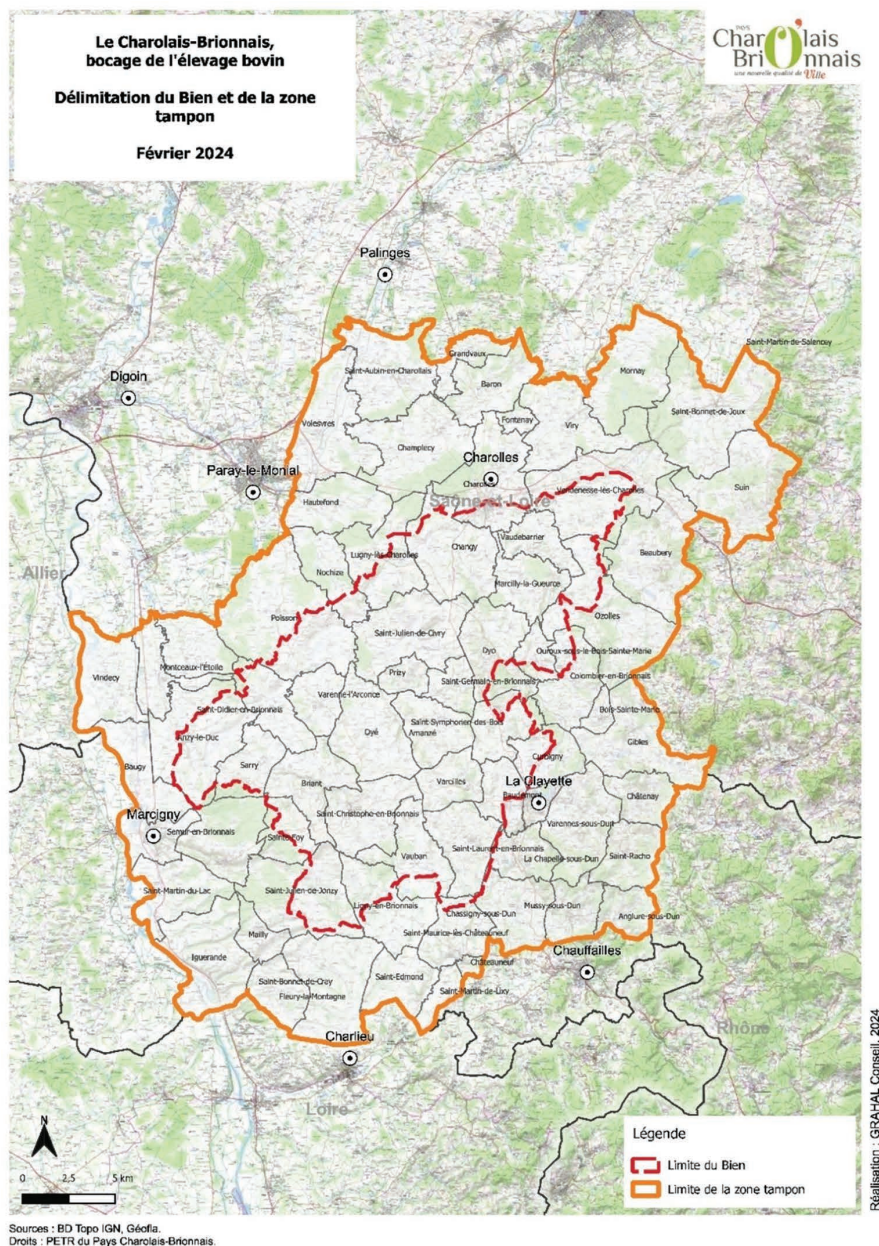 Le Charolais-Brionnais,
bocage de l'élevage bovin
Délimitation du Bien et de la zone
tampon
Février 2024
PAYS
Charolais
Brionnais
une nouvelle qualité de Ville
Palinges
Saint-Martin-de-Salencey
Grandvaux
Digoin
Saint-Aubin-en-Charollais
Baron
Mornay
Saint-Bonnet-de-Joux
Volesvres
Fontenay
Viry
Champlecy
Paray-le-Monial
Charolles
Charolles
Suin
Vendenesse-lès-Charolles
Hautefond
Saône-et-Loire
Changy
Vaudebarrier
Lugny-lès-Charolles
Beaubery
Allier
Nochize
Marcilly-la-Gueurce
Poisson
Ozolles
Saint-Julien-de-Civry
Dyo
Ouroux-sous-le-Bois-Sainte-Marie
Vindecy
Montceaux-l'Étoile
Prizy
Saint-Germain-en-Brionnais
Colombier-en-Brionnais
Varenne-l'Arconce
Saint-Didier-en-Brionnais
Bois-Sainte-Marie
Saint-Symphorien-des-Bois
Oyé
Amanzé
Anzy-le-Duc
Gibles
Curbigny
Baugy
Sarry
La Clayette
Varcilles
Briant
Baudemont
Châtenay
Marcigny
Saint-Christophe-en-Brionnais
Varennes-sous-Dun
Semur-en-Brionnais
Sainte-Foy
Saint-Laurent-en-Brionnais
Vauban
La Chapelle-sous-Dun
Saint-Racho
Saint-Martin-du-Lac
Saint-Julien-de-Jonzy
Ligny-en-Brionnais
Mussy-sous-Dun
Chassigny-sous-Dun
Anglure-sous-Dun
Mailly
Saint-Maurice-lès-Châteauneuf
Iguerande
Chauffailles
Châteauneuf
Saint-Edmond
Saint-Bonnet-de-Cray
Saint-Martin-de-Lixy
Fleury-la-Montagne
Rhône
Charlieu
Loire
N
0 2,5 5 km
Légende
Limite du Bien
Limite de la zone tampon
Réalisation : GRAHAL Conseil, 2024
Sources : BD Topo IGN, Géofla.
Droits : PETR du Pays Charolais-Brionnais.